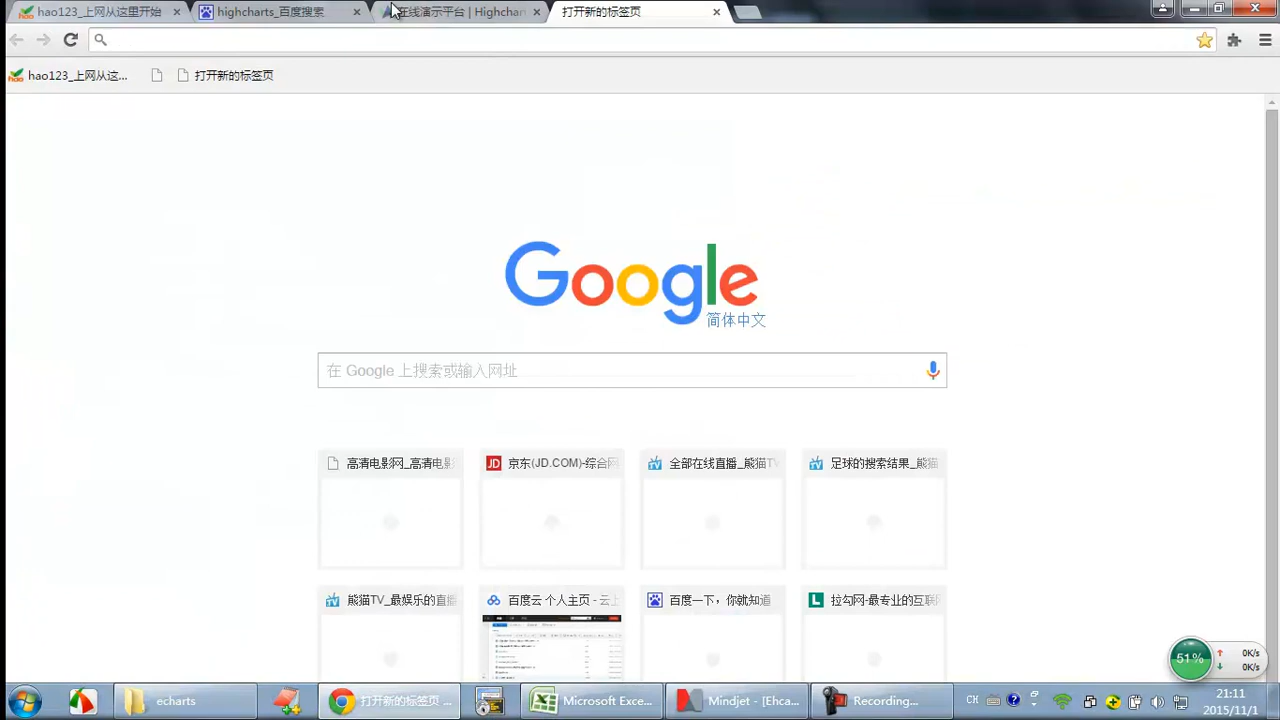 hao123_上网从这里开始
highcharts_百度搜索
在线演示平台 | Highchar
打开新的标签页
hao123_上网从这...
打开新的标签页
Google
简体中文
在 Google 上搜索或输入网址
高清电影网_高清电影
京东(JD.COM)-综合网
全部在线直播_熊猫TV
足球的搜索结果_熊猫
熊猫TV_最娱乐的直播
百度云 个人主页 - 云上
百度一下，你就知道
拉勾网-最专业的互联
51%
0K/s
0K/s
echarts
打开新的标签页 ...
Microsoft Exce...
Mindjet - [Ehca...
Recording...
CH
21:11
2015/11/1